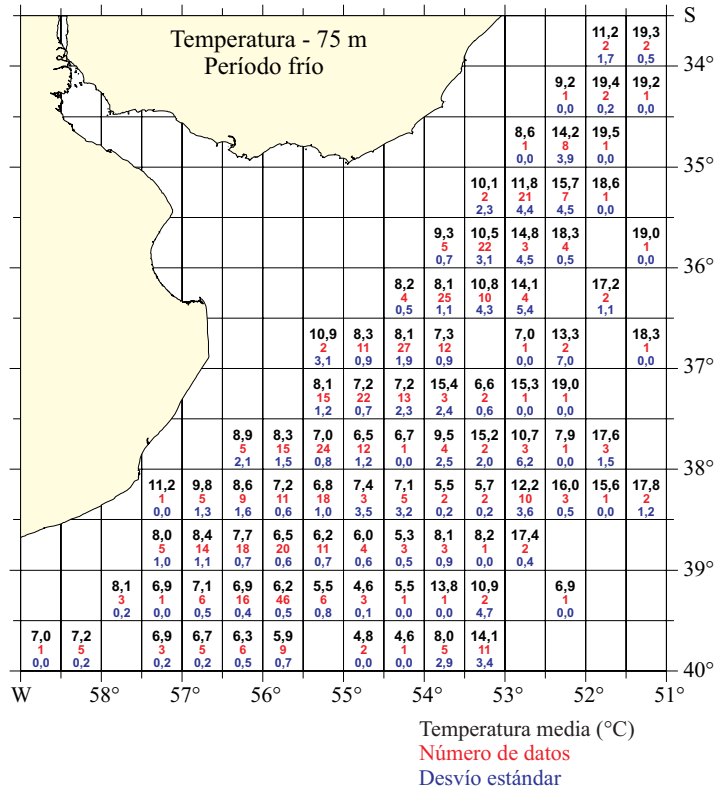 S
Temperatura - 75 m
Período frío
11,2 19,3
2 2
1,7 0,5
34°
9,2 19,4 19,2
1 2 1
0,0 0,2 0,0
8,6 14,2 19,5
1 8 1
0,0 3,9 0,0
35°
10,1 11,8 15,7 18,6
2 21 7 1
2,3 4,4 4,5 0,0
9,3 10,5 14,8 18,3 19,0
5 22 3 4 1
0,7 3,1 4,5 0,5 0,0
36°
8,2 8,1 10,8 14,1 17,2
4 25 10 4 2
0,5 1,1 4,3 5,4 1,1
10,9 8,3 8,1 7,3 7,0 13,3 18,3
2 11 27 12 1 2 1
3,1 0,9 1,9 0,9 0,0 7,0 0,0
37°
8,1 7,2 7,2 15,4 6,6 15,3 19,0
15 22 13 3 2 1 1
1,2 0,7 2,3 2,4 0,6 0,0 0,0
8,9 8,3 7,0 6,5 6,7 9,5 15,2 10,7 7,9 17,6
5 15 24 12 1 4 2 3 1 3
2,1 1,5 0,8 1,2 0,0 2,5 2,0 6,2 0,0 1,5
38°
11,2 9,8 8,6 7,2 6,8 7,4 7,1 5,5 5,7 12,2 16,0 15,6 17,8
1 5 9 11 18 3 5 2 2 10 3 1 2
0,0 1,3 1,6 0,6 1,0 3,5 3,2 0,2 0,2 3,6 0,5 0,0 1,2
8,0 8,4 7,7 6,5 6,2 6,0 5,3 8,1 8,2 17,4
5 14 18 20 11 4 3 3 1 2
1,0 1,1 0,7 0,6 0,7 0,6 0,5 0,9 0,0 0,4
39°
8,1 6,9 7,1 6,9 6,2 5,5 4,6 5,5 13,8 10,9 6,9
3 1 6 16 46 6 3 1 1 2 1
0,2 0,0 0,5 0,4 0,5 0,8 0,1 0,0 0,0 4,7 0,0
7,0 7,2 6,9 6,7 6,3 5,9 4,8 4,6 8,0 14,1
1 5 3 5 6 9 2 1 5 11
0,0 0,2 0,2 0,2 0,5 0,7 0,0 0,0 2,9 3,4
40°
W 58° 57° 56° 55° 54° 53° 52° 51°
Temperatura media (°C)
Número de datos
Desvío estándar